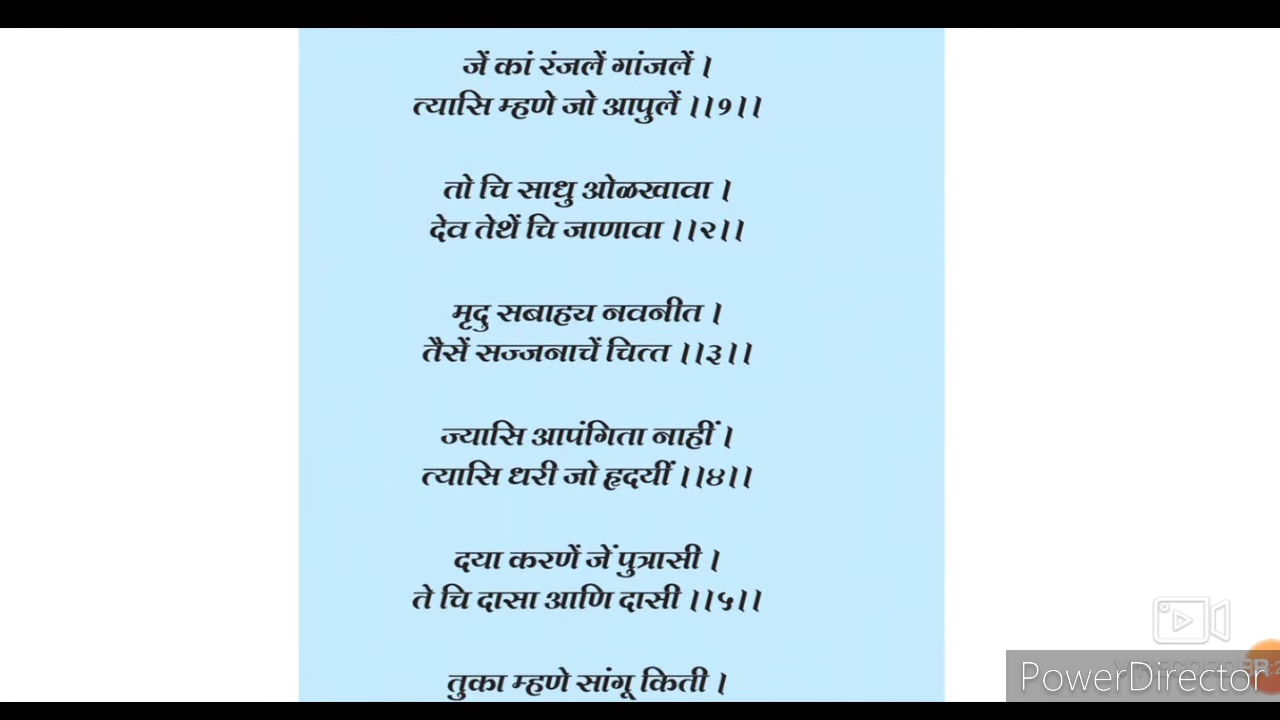 जें कां रंजलें गांजलें ।
त्यासि म्हणे जो आपुलें ।।१।।
तो चि साधु ओळखावा ।
देव तेथें चि जाणावा ।।२।।
मृदु सबाह्य नवनीत ।
तैसें सज्जनाचें चित्त ।।३।।
ज्यासि आपंगिता नाहीं ।
त्यासि धरी जो हृदयीं ।।४।।
दया करणें जें पुत्रासी ।
ते चि दासा आणि दासी ।।५।।
तुका म्हणे सांगू किती ।
PowerDirector